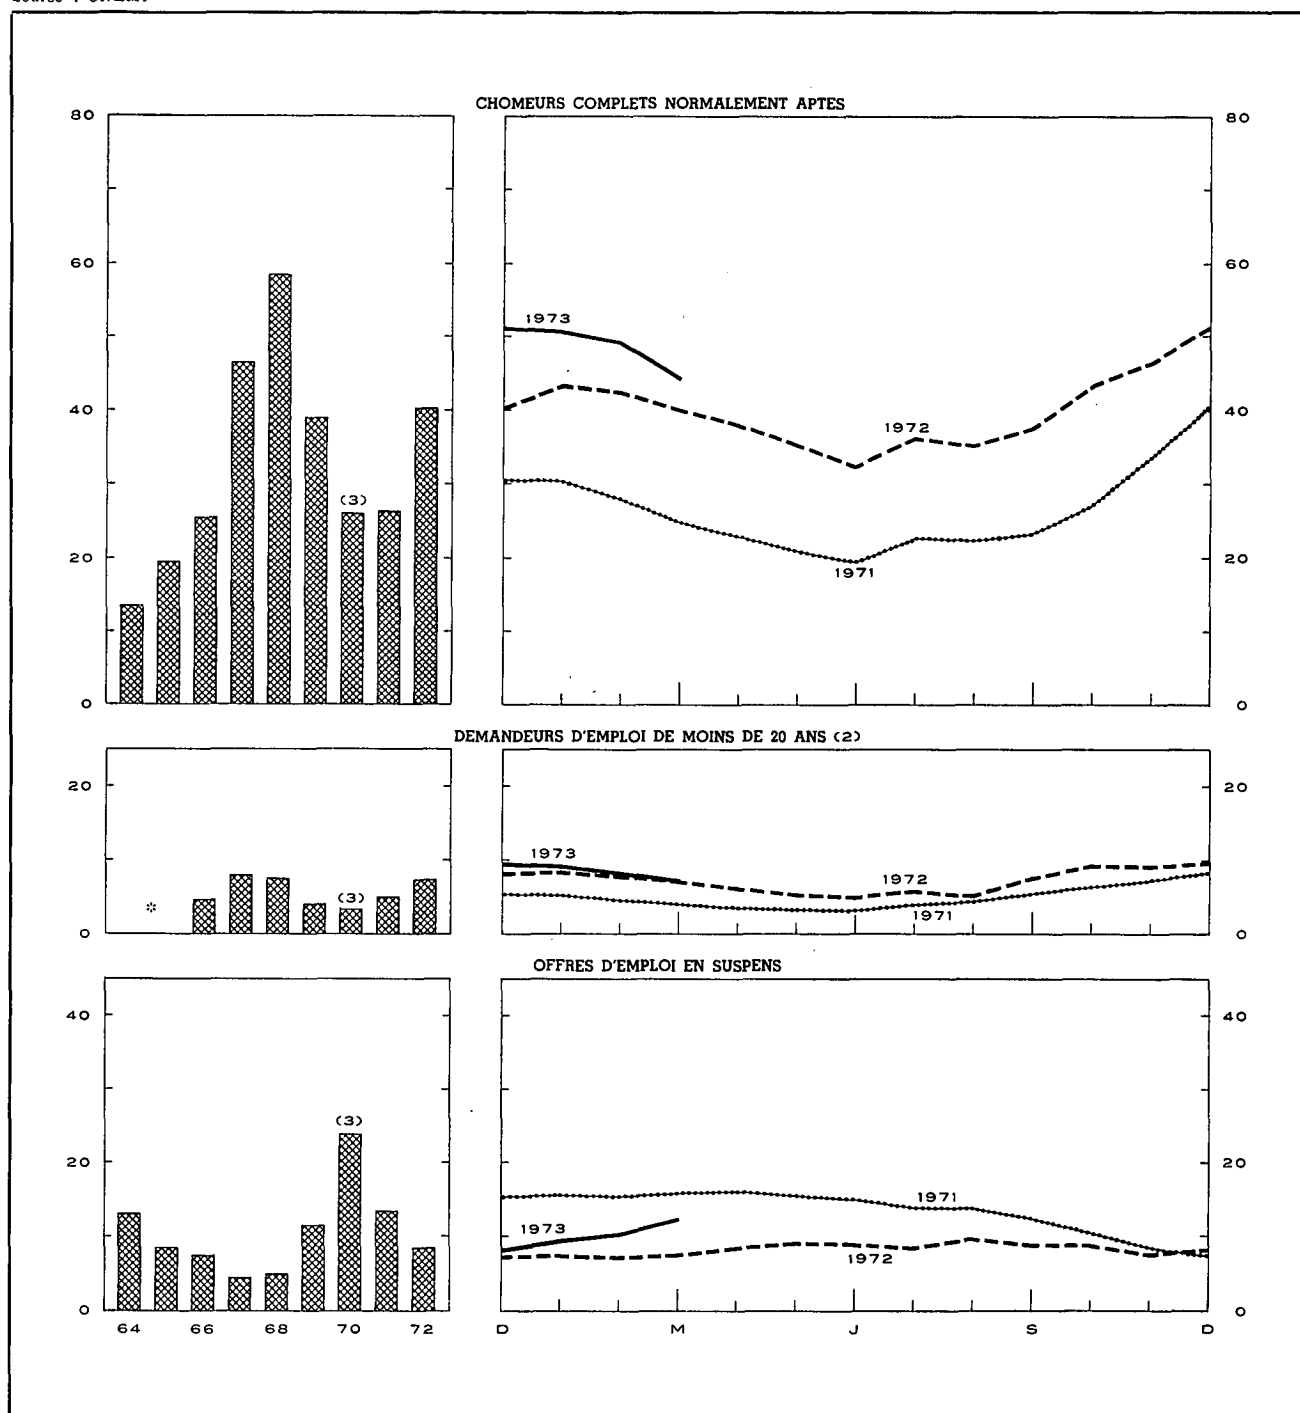 CHOMEURS COMPLETS NORMALEMENT APTES
80 80
60 60
1973
40 1972 40
(3)
20 1971 20
0 0
DEMANDEURS D'EMPLOI DE MOINS DE 20 ANS (2)
20 20
1973 1972
* (3) 1971
0 0
OFFRES D'EMPLOI EN SUSPENS
40 40
(3)
20 20
1971
1973
1972
0 0
64 66 68 70 72 D M J S D